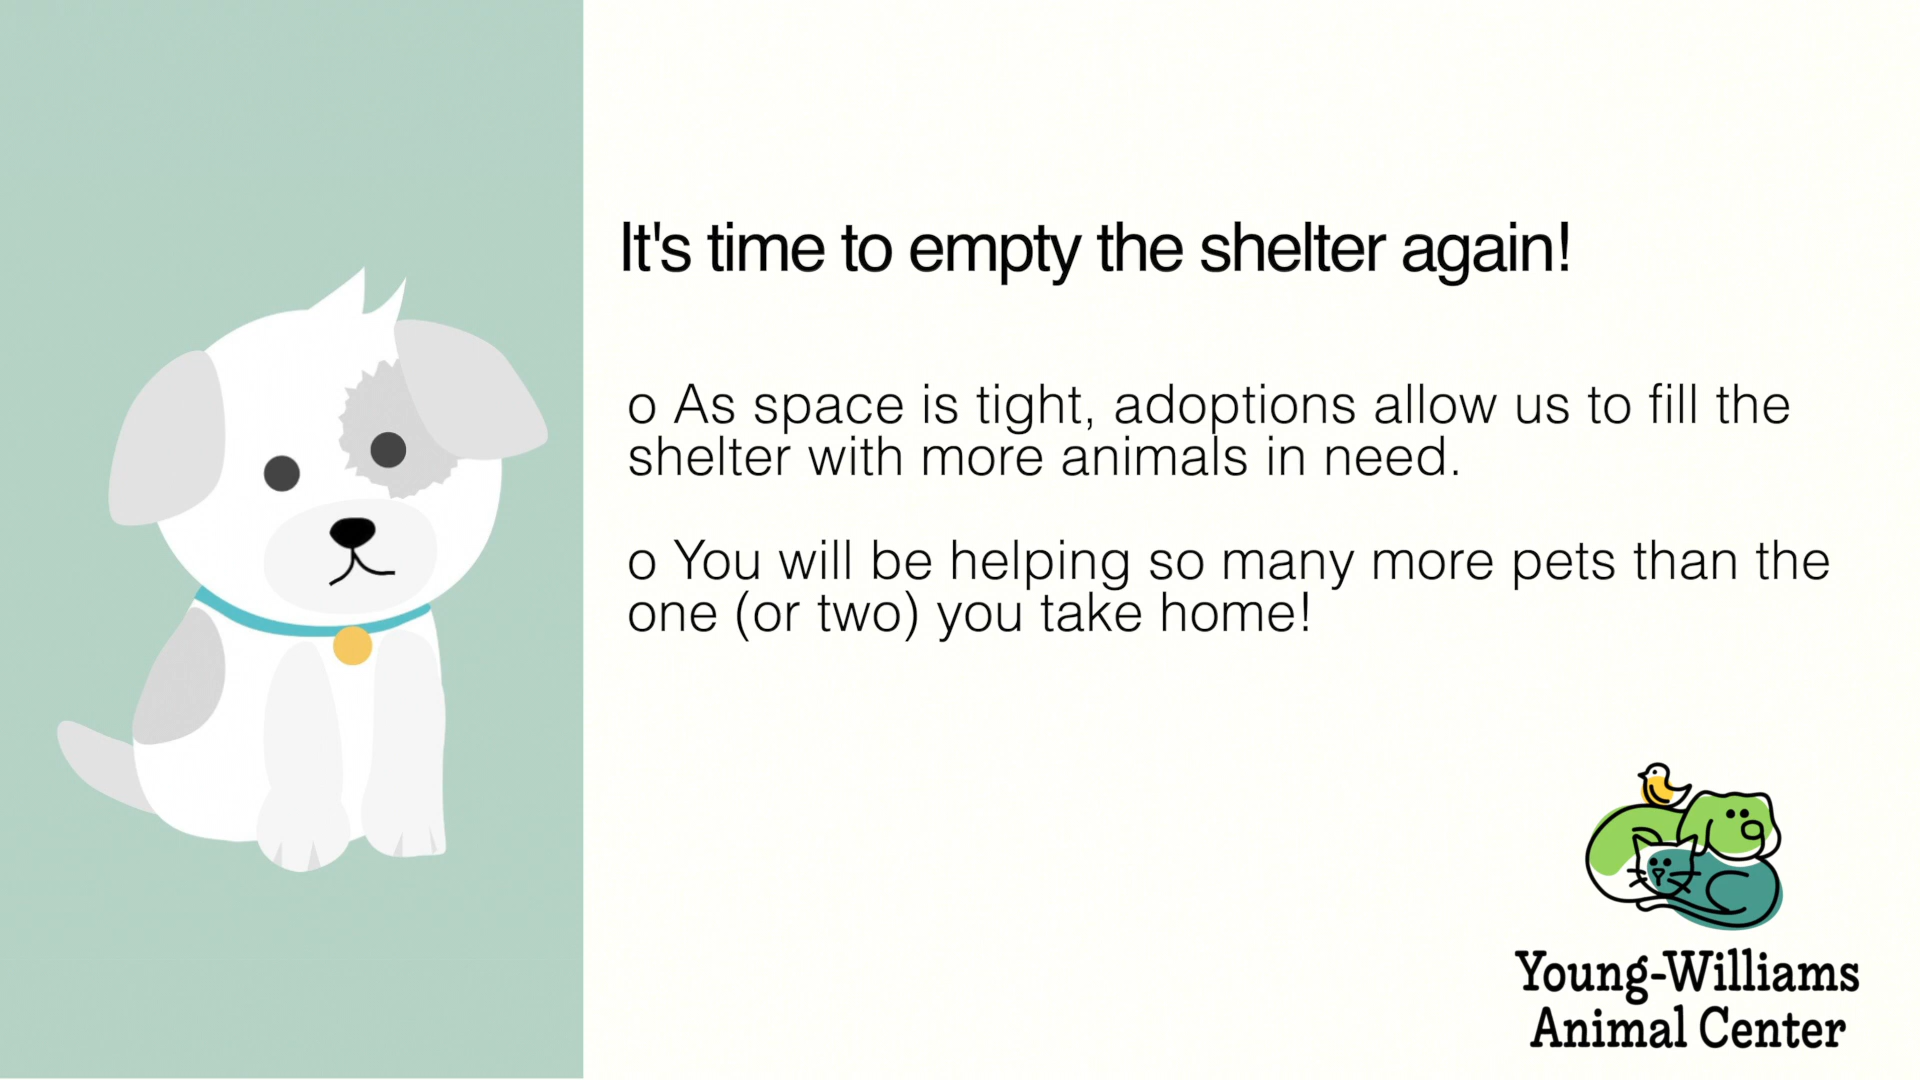 It's time to empty the shelter again!
o As space is tight, adoptions allow us to fill the
shelter with more animals in need.
o You will be helping so many more pets than the
one (or two) you take home!
Young-Williams
Animal Center